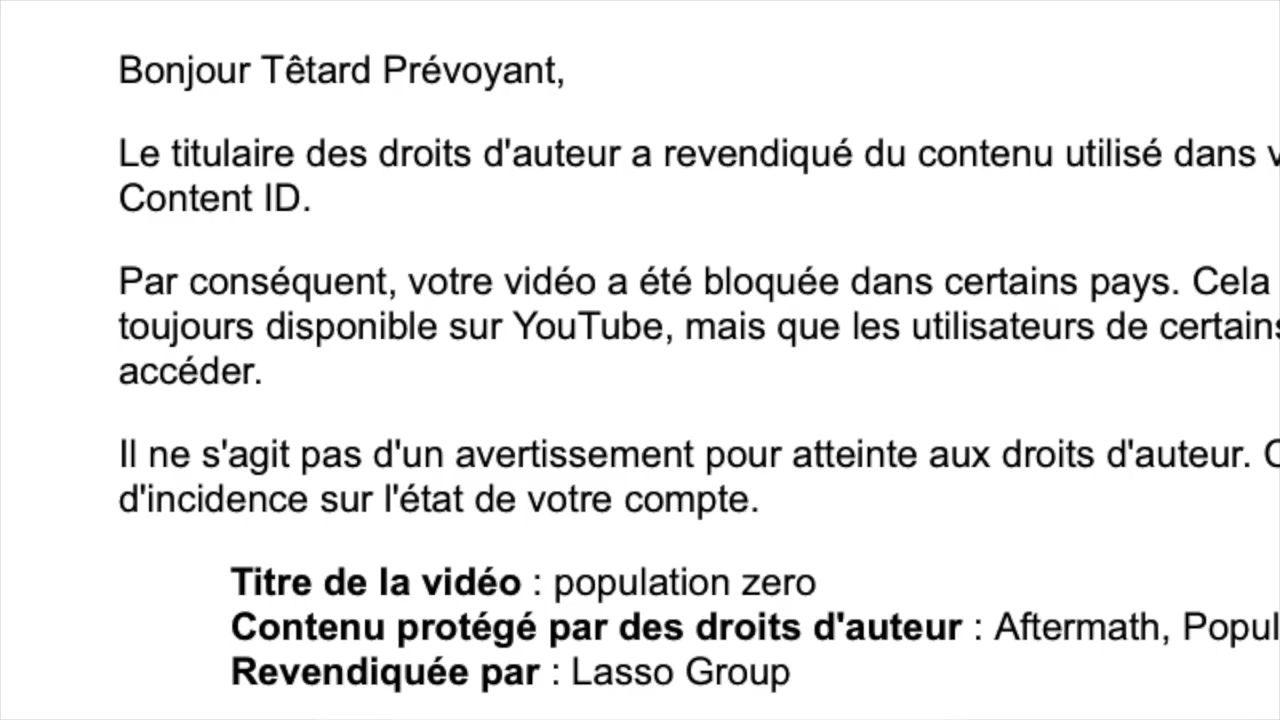 Bonjour Têtard Prévoyant,
Le titulaire des droits d'auteur a revendiqué du contenu utilisé dans
Content ID.
Par conséquent, votre vidéo a été bloquée dans certains pays. Cela
toujours disponible sur YouTube, mais que les utilisateurs de certains
accéder.
Il ne s'agit pas d'un avertissement pour atteinte aux droits d'auteur.
d'incidence sur l'état de votre compte.
Titre de la vidéo : population zero
Contenu protégé par des droits d'auteur : Aftermath, Popul
Revendiquée par : Lasso Group